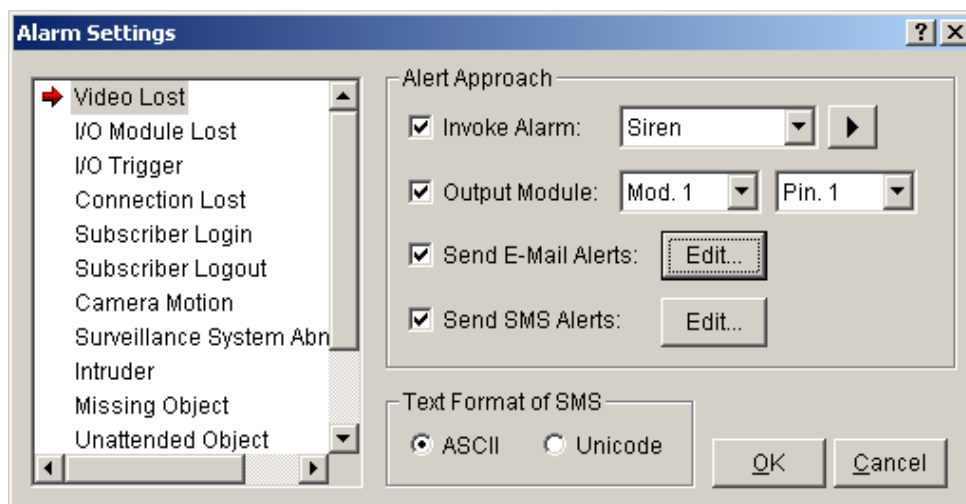 Alarm Settings
Video Lost
I/O Module Lost
I/O Trigger
Connection Lost
Subscriber Login
Subscriber Logout
Camera Motion
Surveillance System Abn
Intruder
Missing Object
Unattended Object
Alert Approach
Invoke Alarm: Siren
Output Module: Mod. 1 Pin. 1
Send E-Mail Alerts: Edit...
Send SMS Alerts: Edit...
Text Format of SMS
ASCII Unicode
OK Cancel